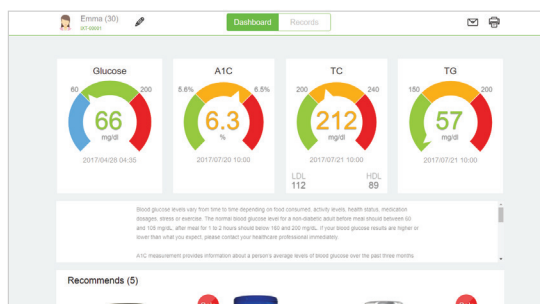 Emma (30)
Dashboard Records
Glucose
60 200
66
mg/dl
2017/04/28 04:35
A1C
5.6% 6.5%
6.3
%
2017/07/20 10:00
TC
200 240
212
mg/dl
2017/07/21 10:00
LDL HDL
112 89
TG
150 200
57
mg/dl
2017/07/21 10:00
Blood glucose levels vary from time to time depending on food consumed, activity levels, health status, medication
dosages, stress or exercise. The normal blood glucose level for a non-diabetic adult before meal should between 60
and 108 mg/dL, after meal for 1 to 2 hours should below 160 and 200 mg/dL. If your blood glucose results are higher or
lower than what you expect, please contact your healthcare professional immediately.
A1C measurement provides information about a person's average levels of blood glucose over the past three months.
Recommends (5)